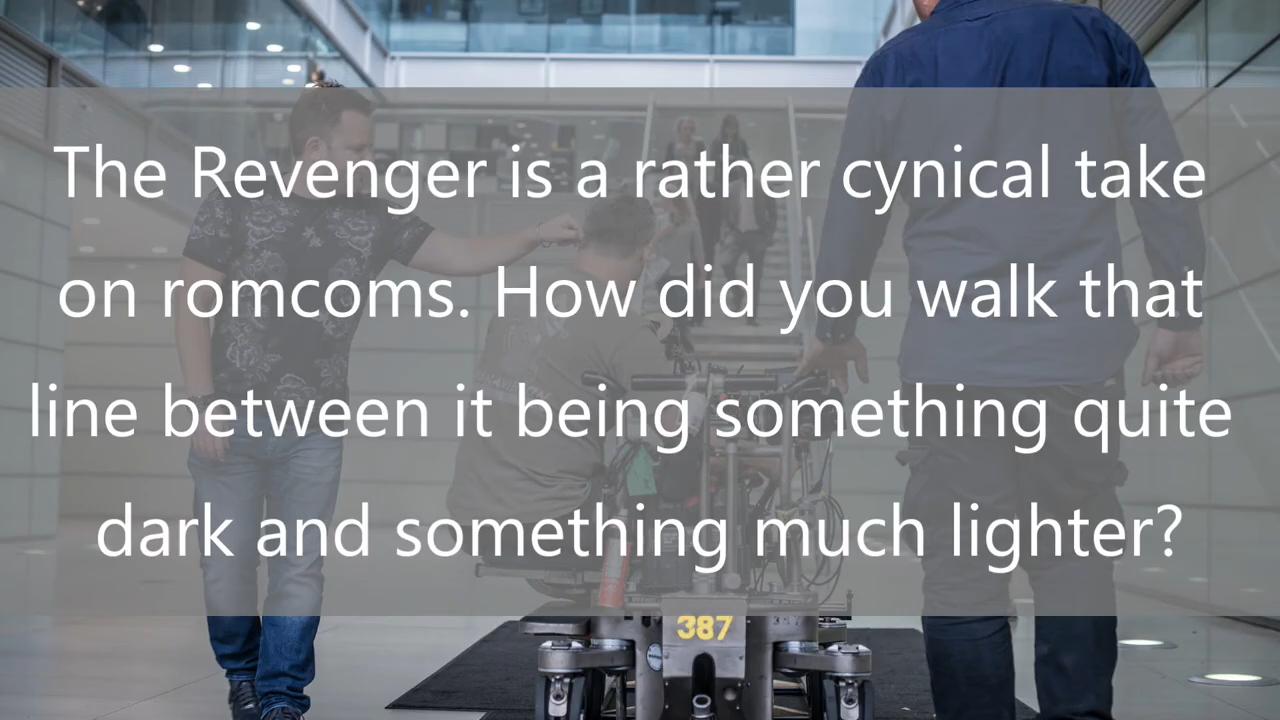 The Revenger is a rather cynical take
on romcoms. How did you walk that
line between it being something quite
dark and something much lighter?
387